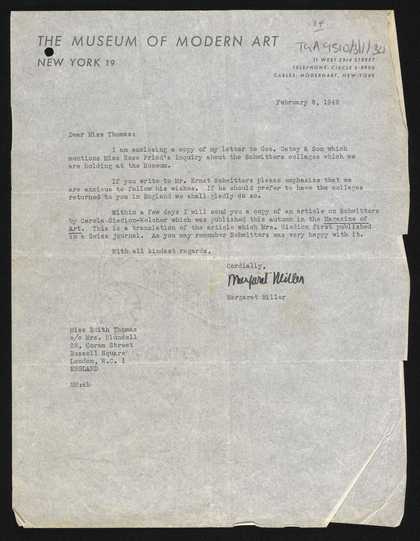 THE MUSEUM OF MODERN ART
NEW YORK 19
TGA 9510/3/1/
11 WEST 53rd STREET
TELEPHONE: CIRCLE 5-8900
CABLES: MODERNART, NEW-YORK
February 8, 1949
Dear Miss Thomas:
I am enclosing a copy of my letter to Geo. Oatey & Son which
mentions Miss Rose Fried's inquiry about the Schwitters collages which we
are holding at the Museum.
If you write to Mr. Ernst Schwitters please emphasize that we
are anxious to follow his wishes. If he should prefer to have the collages
returned to you in England we shall gladly do so.
Within a few days I will send you a copy of an article on Schwitters
by Carola-Giedion-Welcker which was published this autumn in the Magazine of
Art. This is a translation of the article which Mrs. Giedion first published
in a Swiss journal. As you may remember Schwitters was very happy with it.
With all kindest regards,
Cordially,
Margaret Miller
Margaret Miller
Miss Edith Thomas
c/o Mrs. Blundell
28, Coram Street
Russell Square
London, W.C. 1
ENGLAND